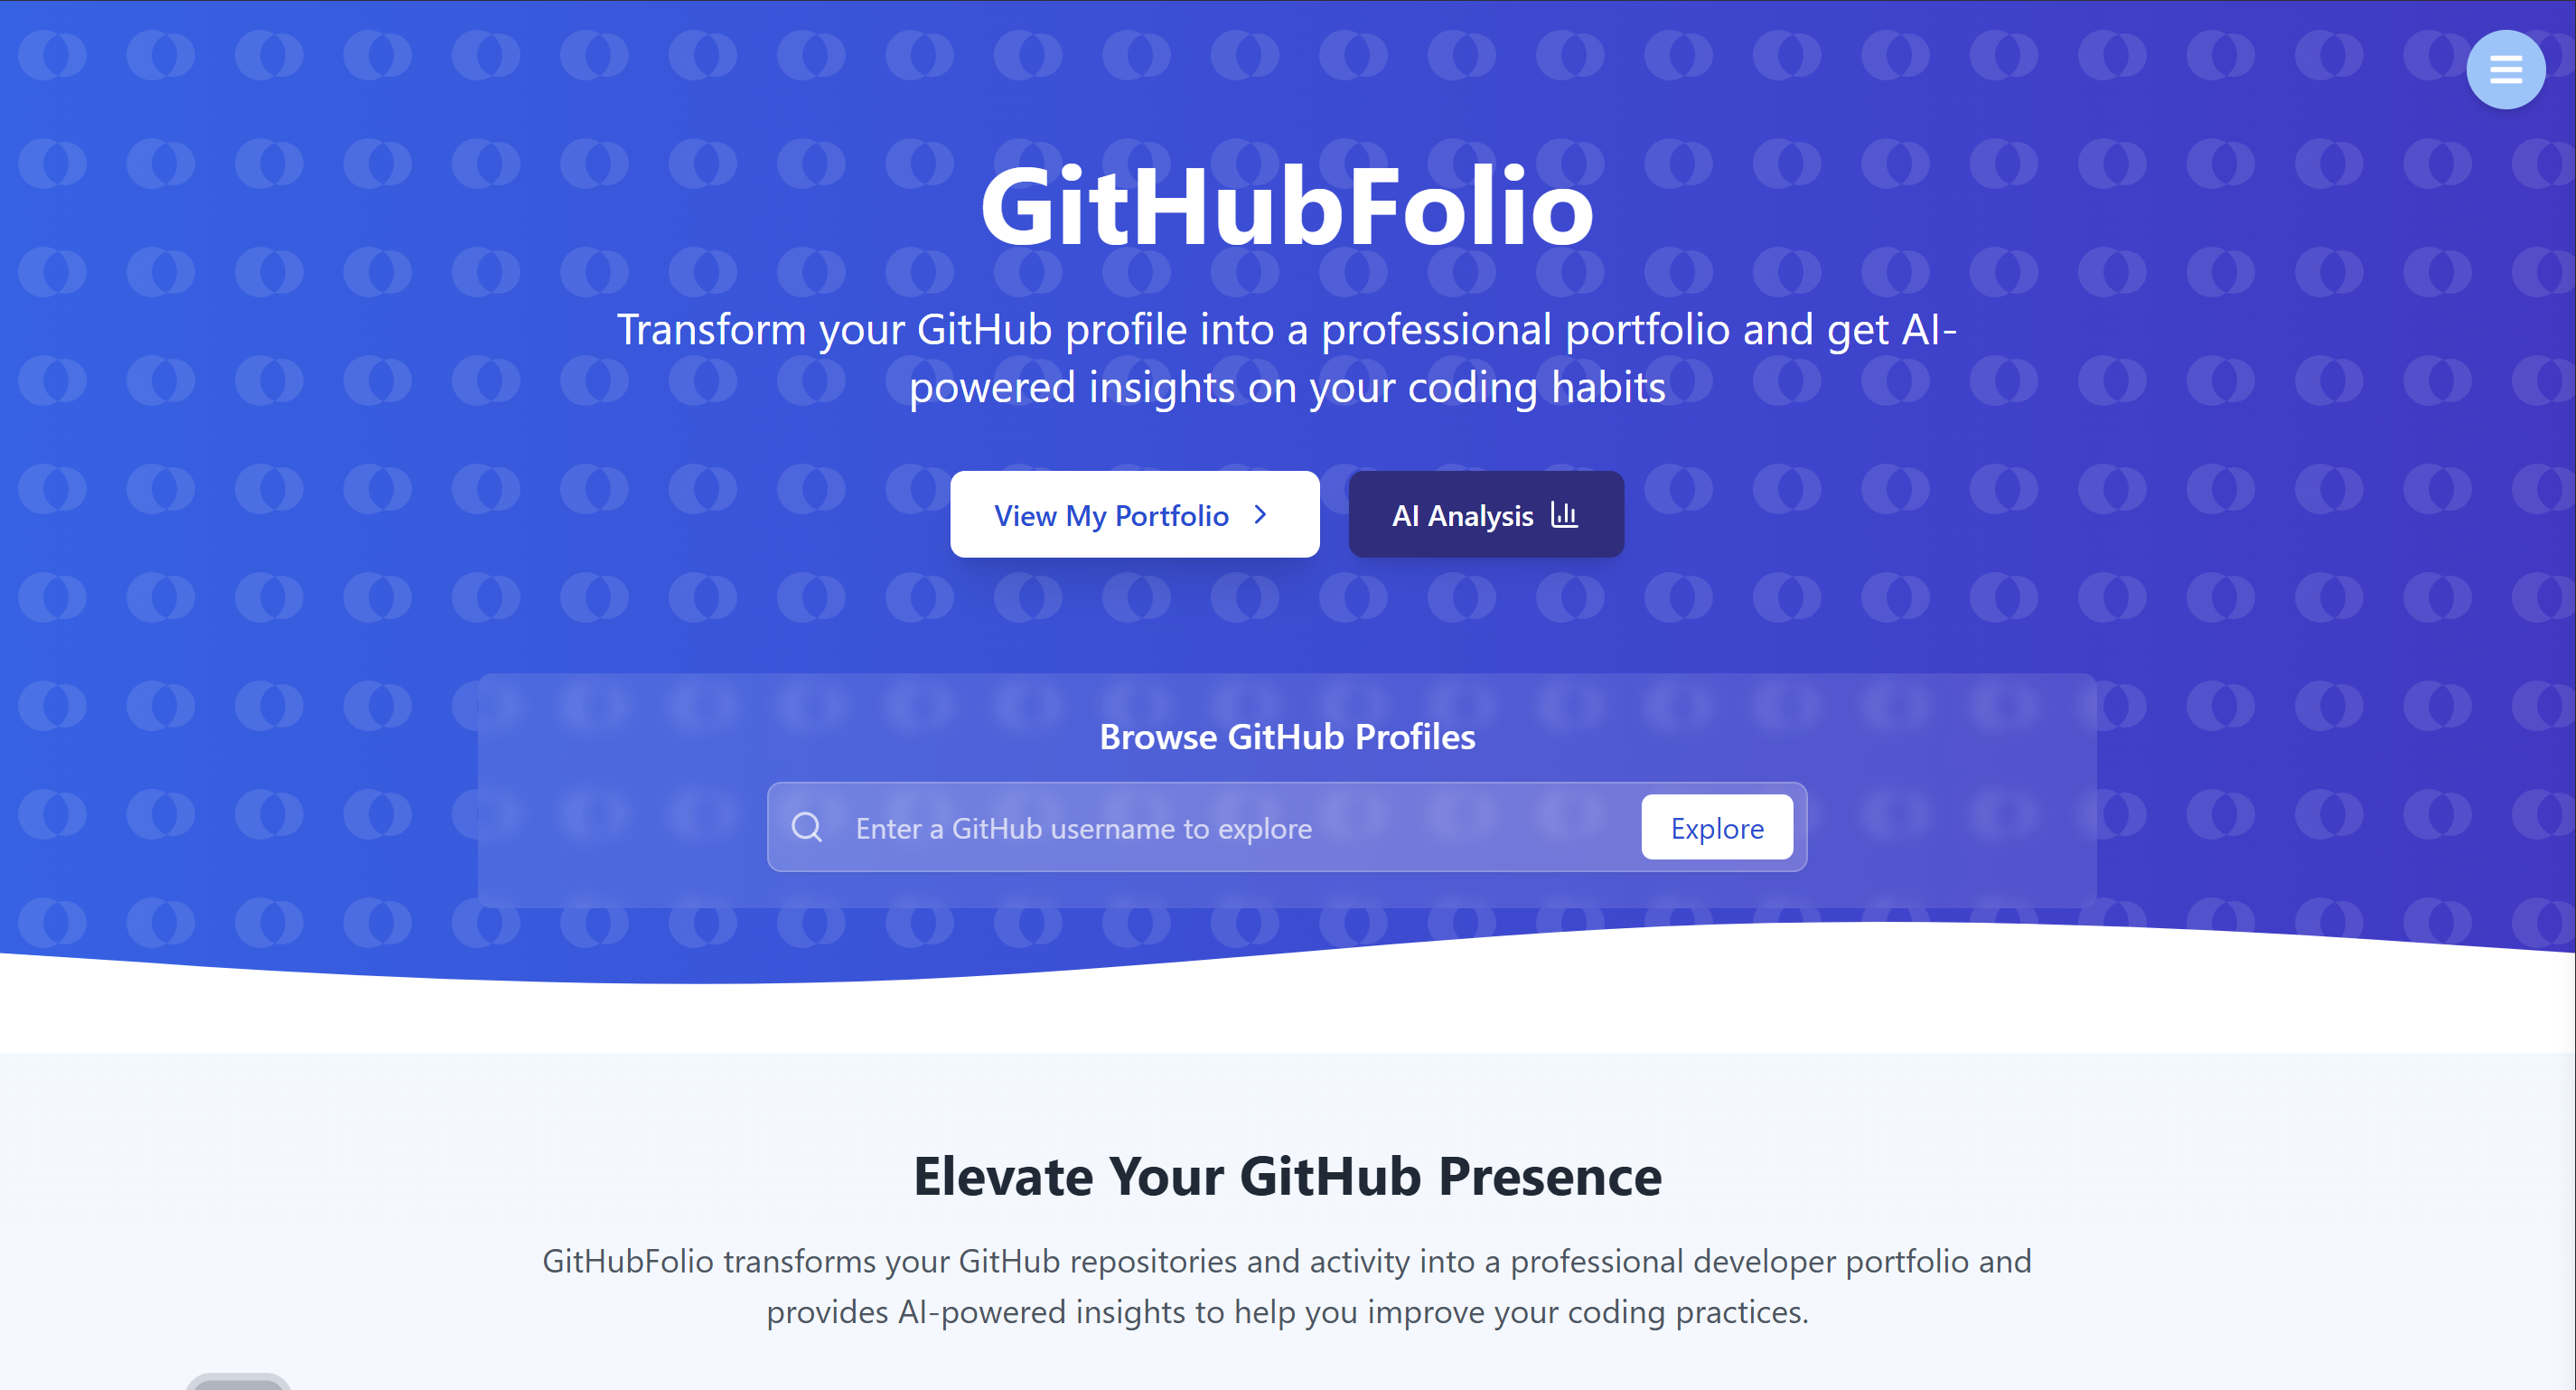 GitHubFolio
Transform your GitHub profile into a professional portfolio and get AI-
powered insights on your coding habits
View My Portfolio
AI Analysis
Browse GitHub Profiles
Enter a GitHub username to explore
Explore
Elevate Your GitHub Presence
GitHubFolio transforms your GitHub repositories and activity into a professional developer portfolio and
provides AI-powered insights to help you improve your coding practices.